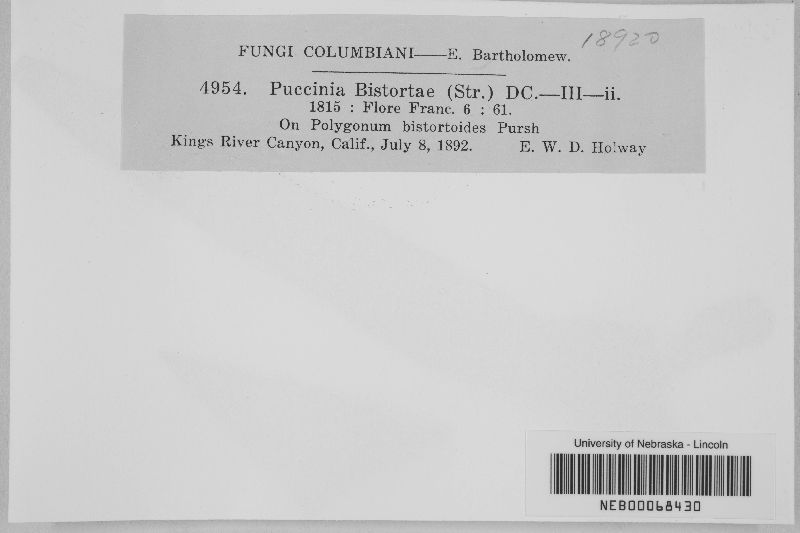 18920
FUNGI COLUMBIANI——E. Bartholomew.
4954. Puccinia Bistortae (Str.) DC.—III—ii.
1815 : Flore Franc. 6 : 61.
On Polygonum bistortoides Pursh
Kings River Canyon, Calif., July 8, 1892. E. W. D. Holway
University of Nebraska - Lincoln
NEB00068430